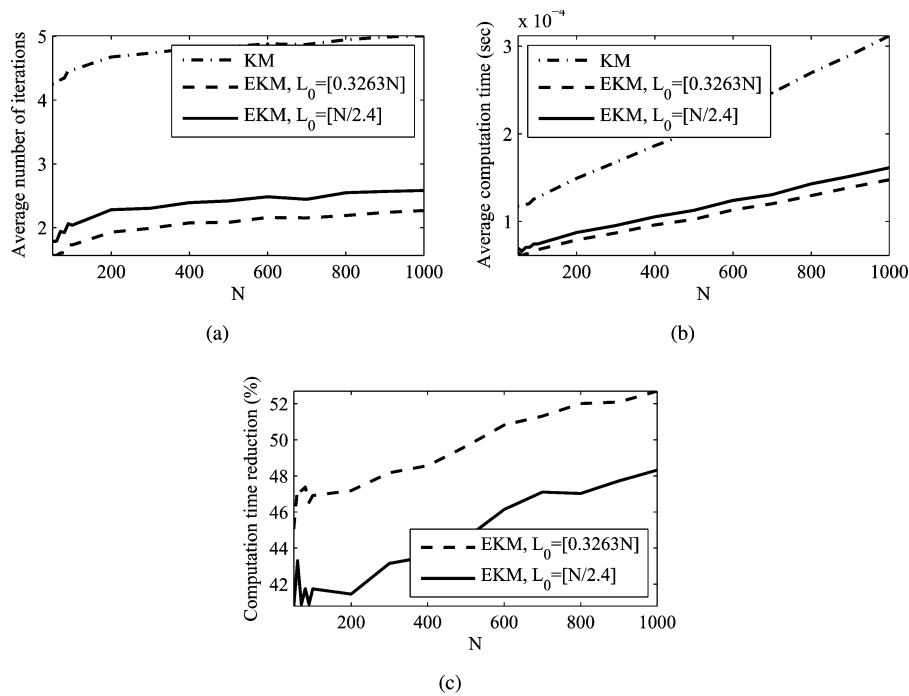 Average number of iterations
5
4
3
2
200 400 600 800 1000
N
KM
EKM, L0=[0.3263N]
EKM, L0=[N/2.4]
(a)
x 10−4
Average computation time (sec)
3
2
1
200 400 600 800 1000
N
KM
EKM, L0=[0.3263N]
EKM, L0=[N/2.4]
(b)
Computation time reduction (%)
52
50
48
46
44
42
200 400 600 800 1000
N
EKM, L0=[0.3263N]
EKM, L0=[N/2.4]
(c)